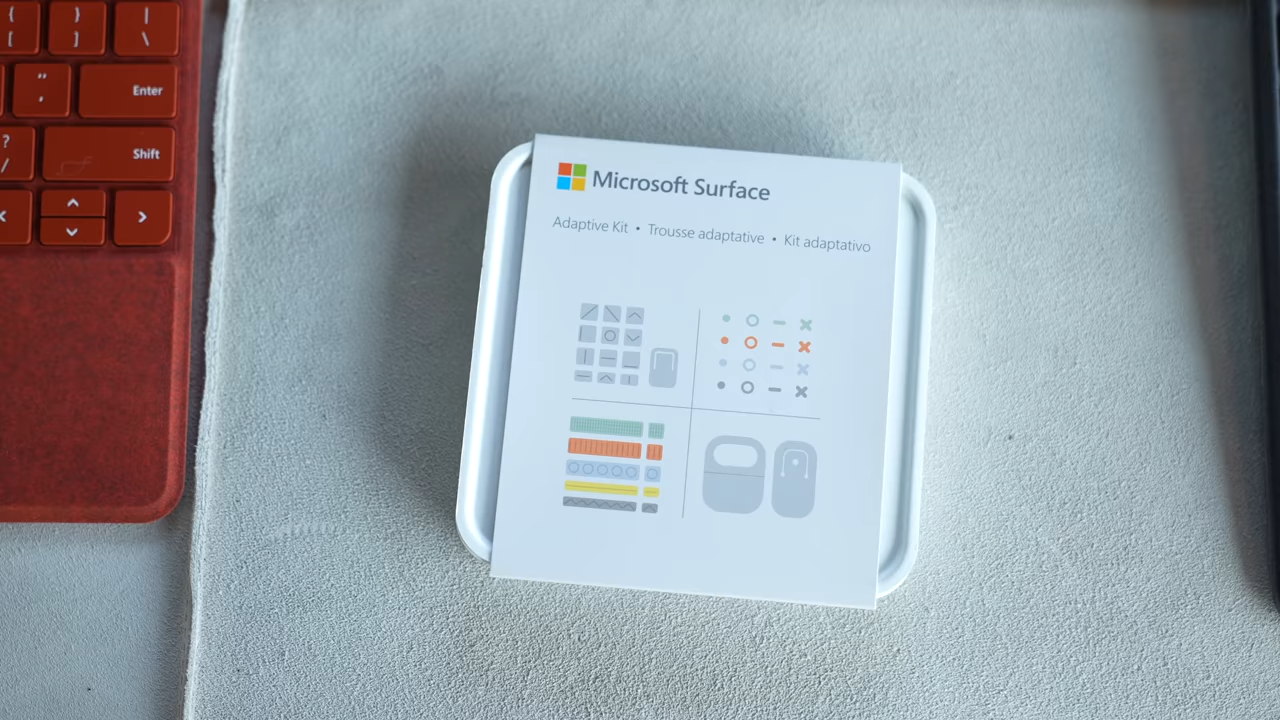 { } |
[ ] \
" Enter
,
? Shift
/
Microsoft Surface
Adaptive Kit • Trousse adaptative • Kit adaptativo